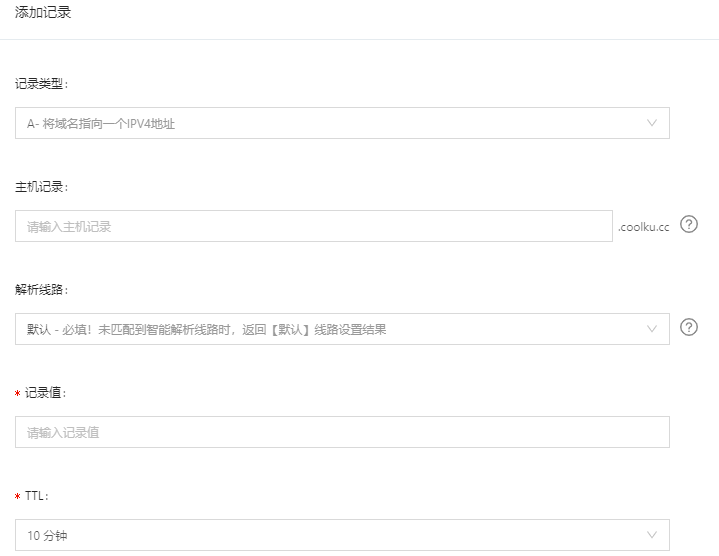 添加记录
记录类型：
A- 将域名指向一个IPV4地址
主机记录：
请输入主机记录
.coolku.cc
解析线路：
默认 - 必填！未匹配到智能解析线路时，返回【默认】线路设置结果
* 记录值：
请输入记录值
* TTL：
10 分钟